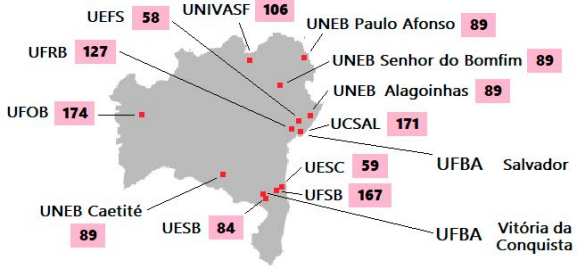 UNIVASF 106
UEFS 58
UNEB Paulo Afonso 89
UFRB 127
UNEB Senhor do Bomfim 89
UNEB Alagoinhas 89
UFOB 174
UCSAL 171
UFBA Salvador
UESC 59
UFSB 167
UNEB Caetité
89
UESB 84
UFBA Vitória da
Conquista